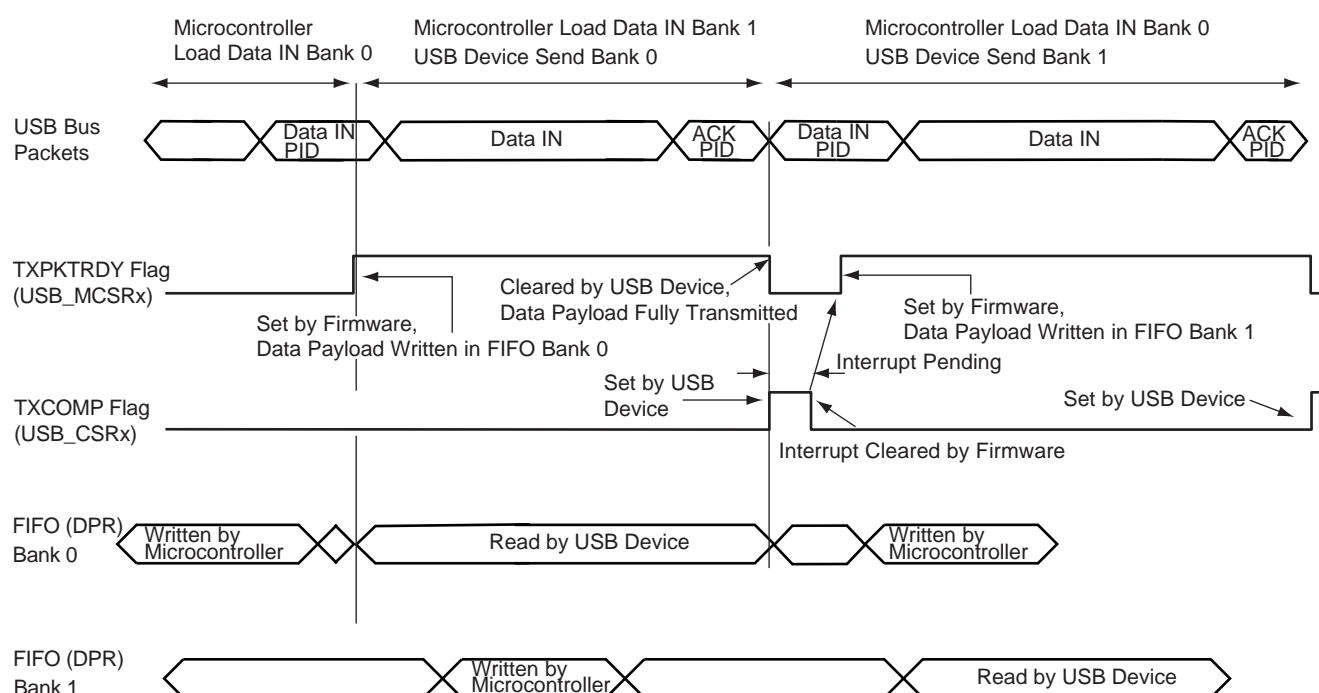 Microcontroller
Load Data IN Bank 0
Microcontroller Load Data IN Bank 1
USB Device Send Bank 0
Microcontroller Load Data IN Bank 0
USB Device Send Bank 1
USB Bus
Packets
Data IN
PID
Data IN
ACK
PID
Data IN
PID
Data IN
ACK
PID
TXPKTRDY Flag
(USB_MCSRx)
Set by Firmware,
Data Payload Written in FIFO Bank 0
Cleared by USB Device,
Data Payload Fully Transmitted
Set by Firmware,
Data Payload Written in FIFO Bank 1
Interrupt Pending
TXCOMP Flag
(USB_CSRx)
Set by USB
Device
Set by USB Device
Interrupt Cleared by Firmware
FIFO (DPR)
Bank 0
Written by
Microcontroller
Read by USB Device
Written by
Microcontroller
FIFO (DPR)
Bank 1
Written by
Microcontroller
Read by USB Device